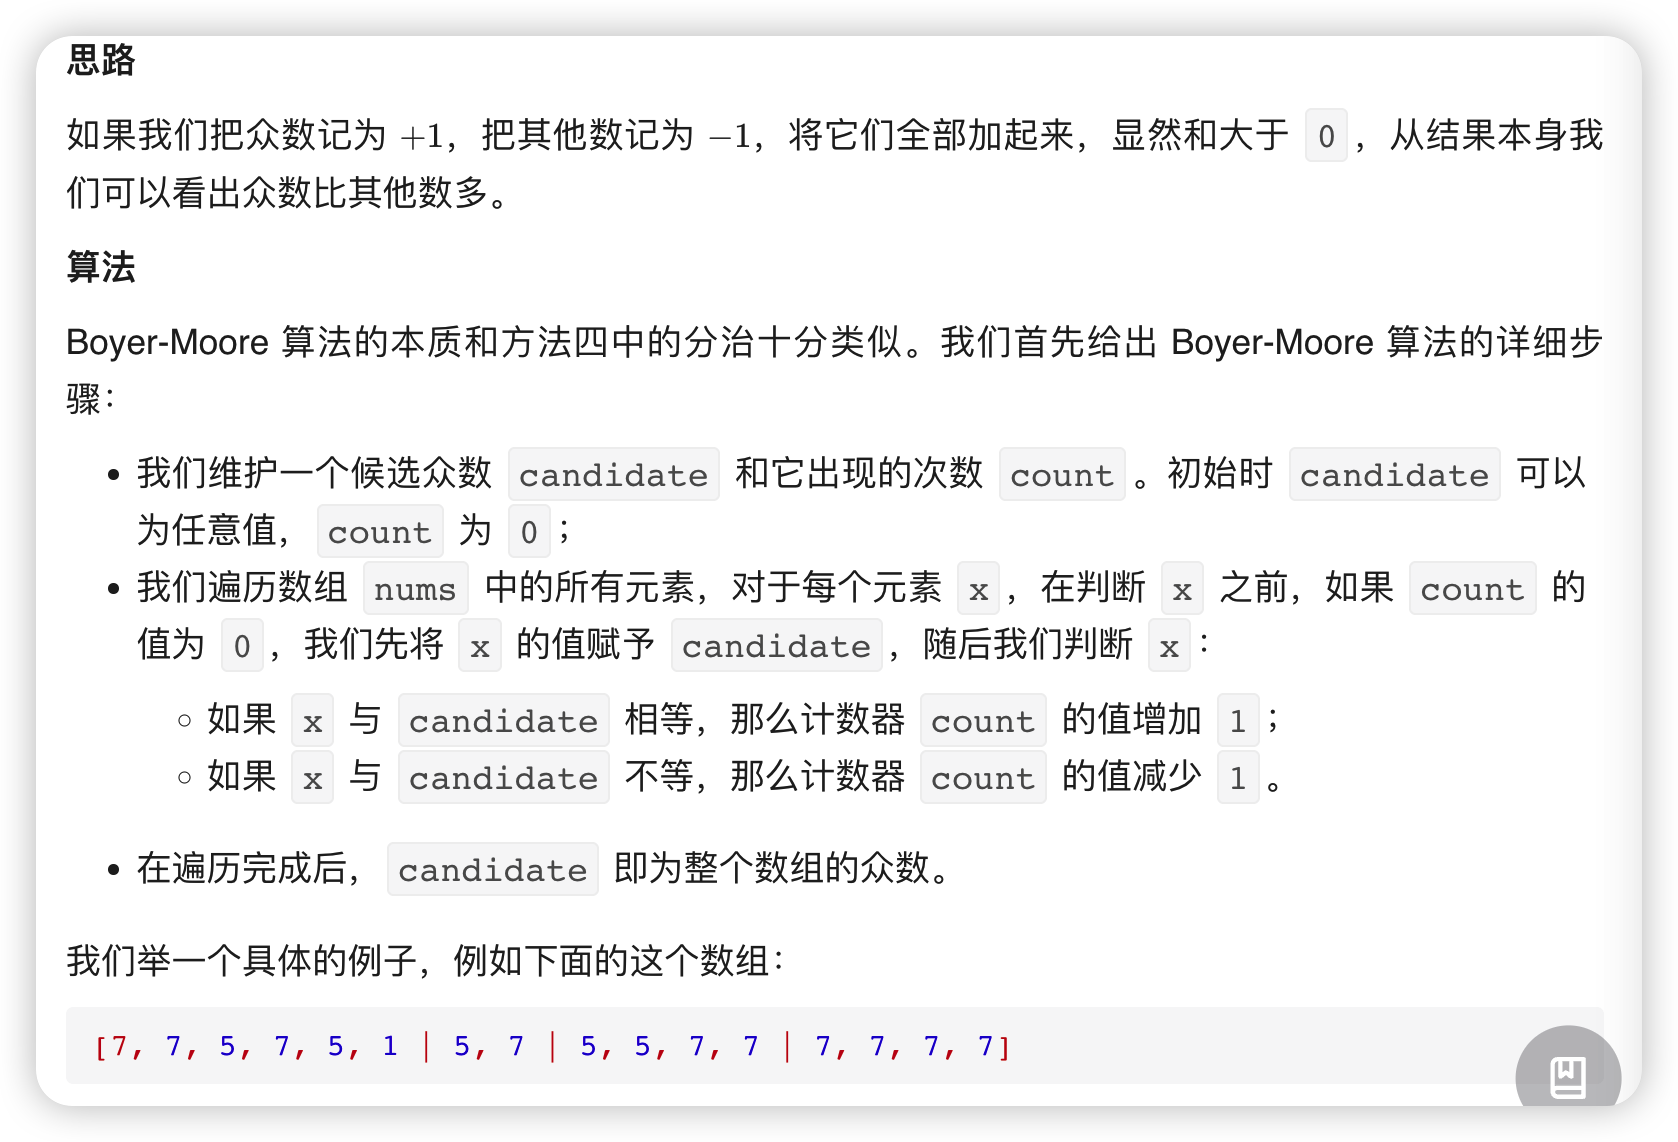 思路
如果我们把众数记为 +1，把其他数记为 −1，将它们全部加起来，显然和大于 0 ，从结果本身我
们可以看出众数比其他数多。
算法
Boyer-Moore 算法的本质和方法四中的分治十分类似。我们首先给出 Boyer-Moore 算法的详细步
骤：
• 我们维护一个候选众数 candidate 和它出现的次数 count 。初始时 candidate 可以
为任意值， count 为 0 ；
• 我们遍历数组 nums 中的所有元素，对于每个元素 x ，在判断 x 之前，如果 count 的
值为 0 ，我们先将 x 的值赋予 candidate ，随后我们判断 x ：
◦ 如果 x 与 candidate 相等，那么计数器 count 的值增加 1 ；
◦ 如果 x 与 candidate 不等，那么计数器 count 的值减少 1 。
• 在遍历完成后， candidate 即为整个数组的众数。
我们举一个具体的例子，例如下面的这个数组：
[7, 7, 5, 7, 5, 1 | 5, 7 | 5, 5, 7, 7 | 7, 7, 7, 7]